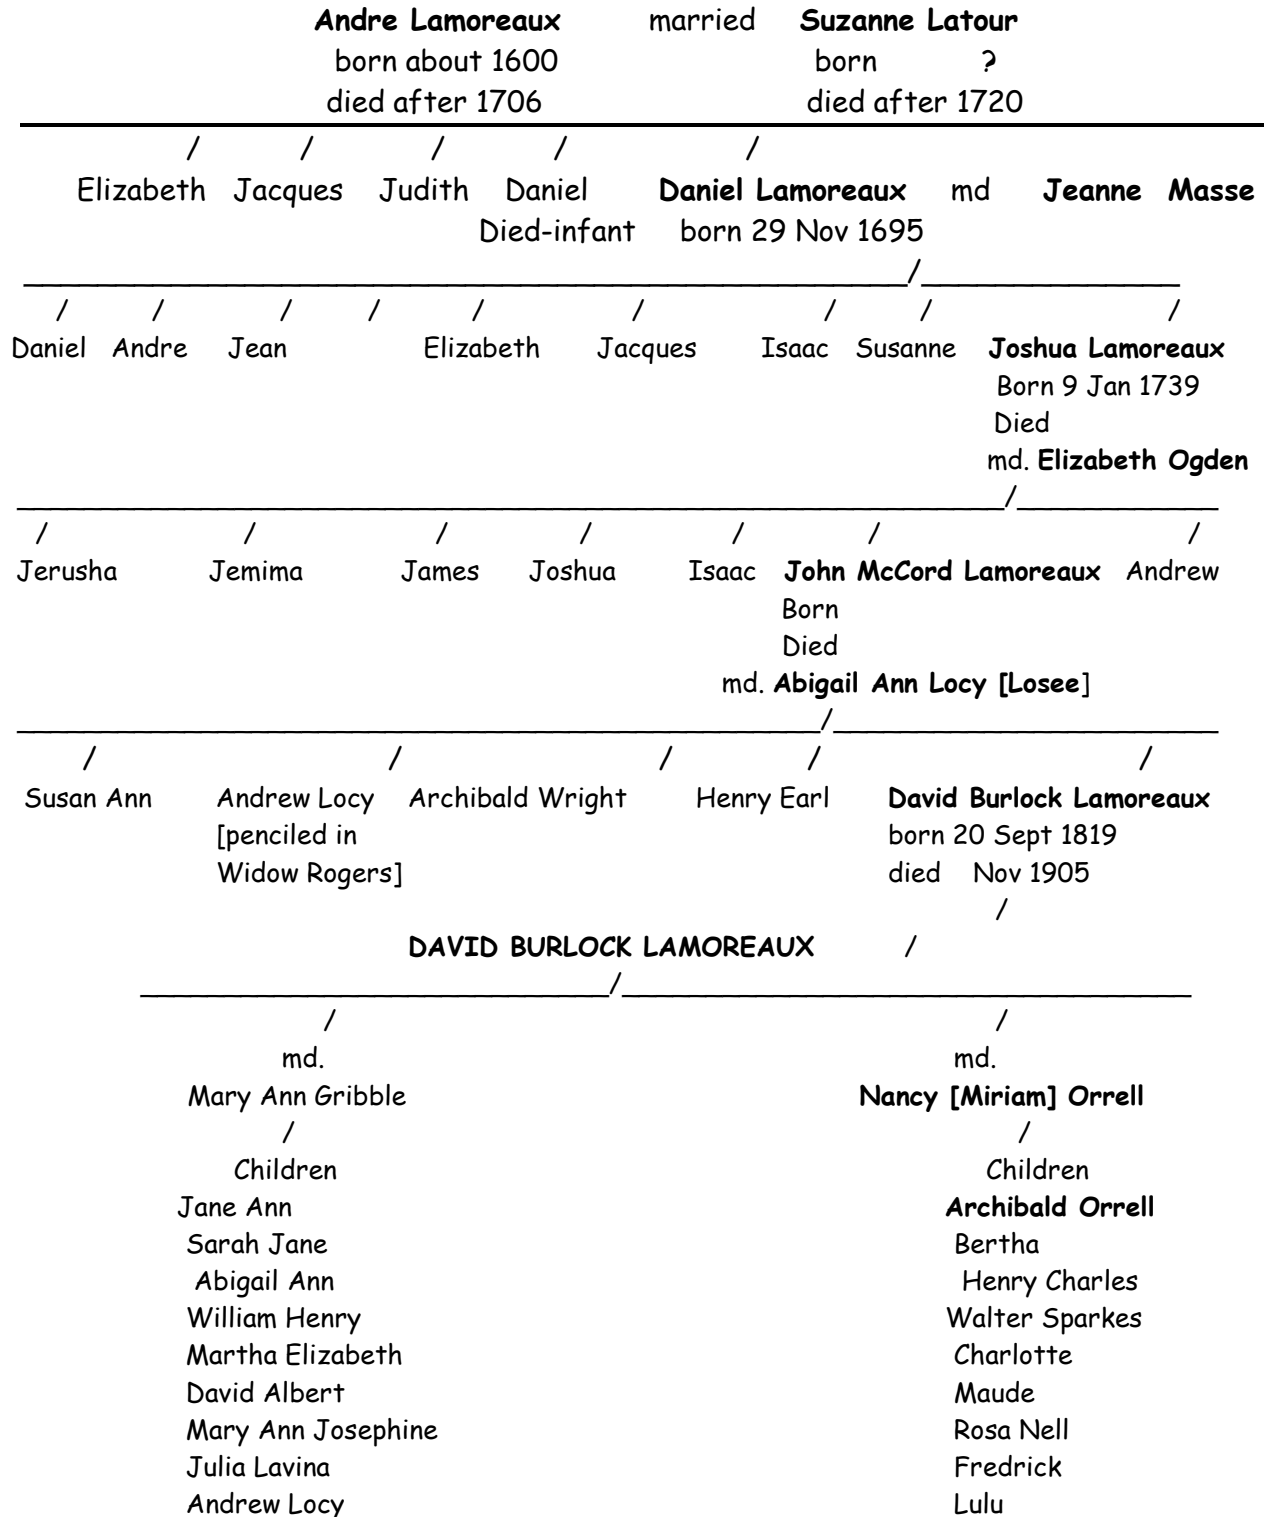 Andre Lamoreaux married Suzanne Latour
born about 1600 born ?
died after 1706 died after 1720
/ / / / /
Elizabeth Jacques Judith Daniel Daniel Lamoreaux md Jeanne Masse
Died-infant born 29 Nov 1695
/
/ / / / / / / / /
Daniel Andre Jean Elizabeth Jacques Isaac Susanne Joshua Lamoreaux
Born 9 Jan 1739
Died
md. Elizabeth Ogden
/
/ / / / / / /
Jerusha Jemima James Joshua Isaac John McCord Lamoreaux Andrew
Born
Died
md. Abigail Ann Locy [Losee]
/
/ / / / /
Susan Ann Andrew Locy Archibald Wright Henry Earl David Burlock Lamoreaux
[penciled in born 20 Sept 1819
Widow Rogers] died Nov 1905
/
DAVID BURLOCK LAMOREAUX /
/
/ /
md. md.
Mary Ann Gribble Nancy [Miriam] Orrell
/ /
Children Children
Jane Ann Archibald Orrell
Sarah Jane Bertha
Abigail Ann Henry Charles
William Henry Walter Sparkes
Martha Elizabeth Charlotte
David Albert Maude
Mary Ann Josephine Rosa Nell
Julia Lavina Fredrick
Andrew Locy Lulu